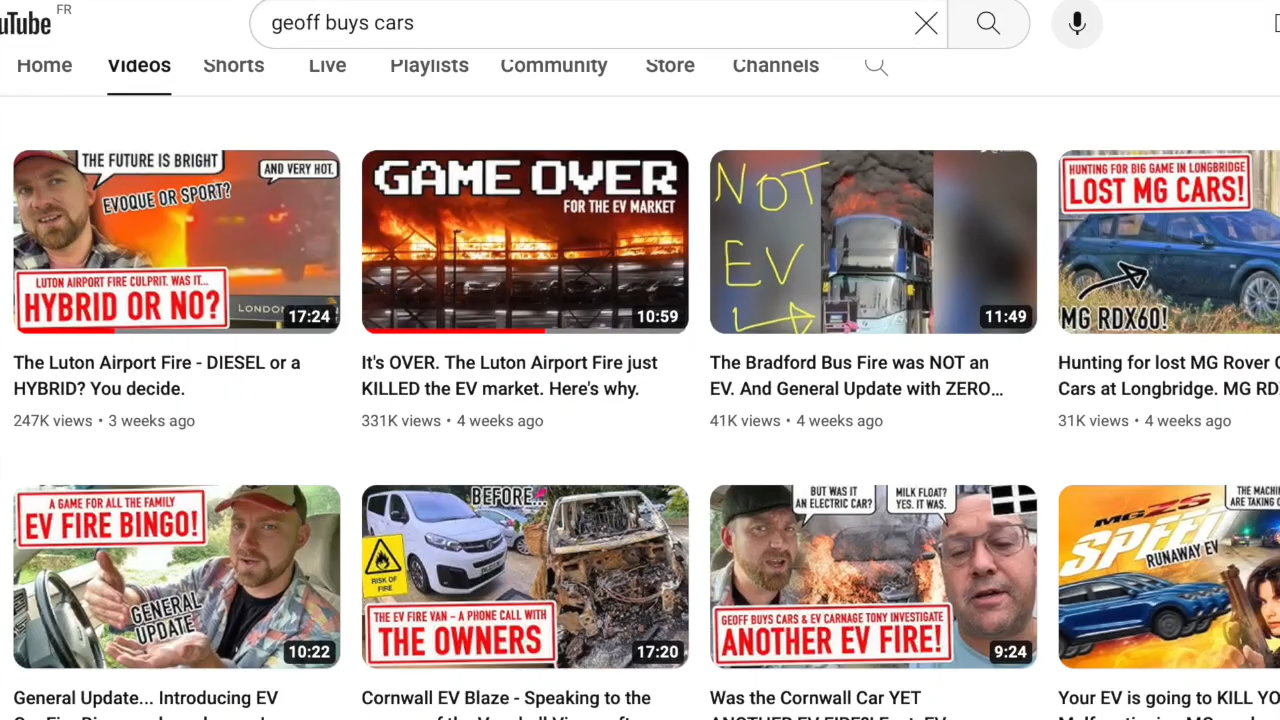 uTube FR
geoff buys cars
Home Videos Shorts Live Playlists Community Store Channels
THE FUTURE IS BRIGHT
AND VERY HOT.
EVOQUE OR SPORT?
LUTON AIRPORT FIRE CULPRIT. WAS IT...
HYBRID OR NO?
LONDO
17:24
GAME OVER
FOR THE EV MARKET
10:59
NOT
EV
11:49
HUNTING FOR BIG GAME IN LONGBRIDGE
LOST MG CARS!
MG RDX60!
The Luton Airport Fire - DIESEL or a
HYBRID? You decide.
247K views • 3 weeks ago
It's OVER. The Luton Airport Fire just
KILLED the EV market. Here's why.
331K views • 4 weeks ago
The Bradford Bus Fire was NOT an
EV. And General Update with ZERO...
41K views • 4 weeks ago
Hunting for lost MG Rover
Cars at Longbridge. MG RD
31K views • 4 weeks ago
A GAME FOR ALL THE FAMILY
EV FIRE BINGO!
GENERAL
UPDATE
10:22
BEFORE...
RISK OF
FIRE
THE EV FIRE VAN - A PHONE CALL WITH
THE OWNERS
17:20
BUT WAS IT
AN ELECTRIC CAR?
MILK FLOAT?
YES. IT WAS.
GEOFF BUYS CARS & EV CARNAGE TONY INVESTIGATE
ANOTHER EV FIRE!
9:24
THE MACHI
ARE TAKING
MGZS
SPEED
RUNAWAY EV
General Update... Introducing EV
Cornwall EV Blaze - Speaking to the
Was the Cornwall Car YET
Your EV is going to KILL YO